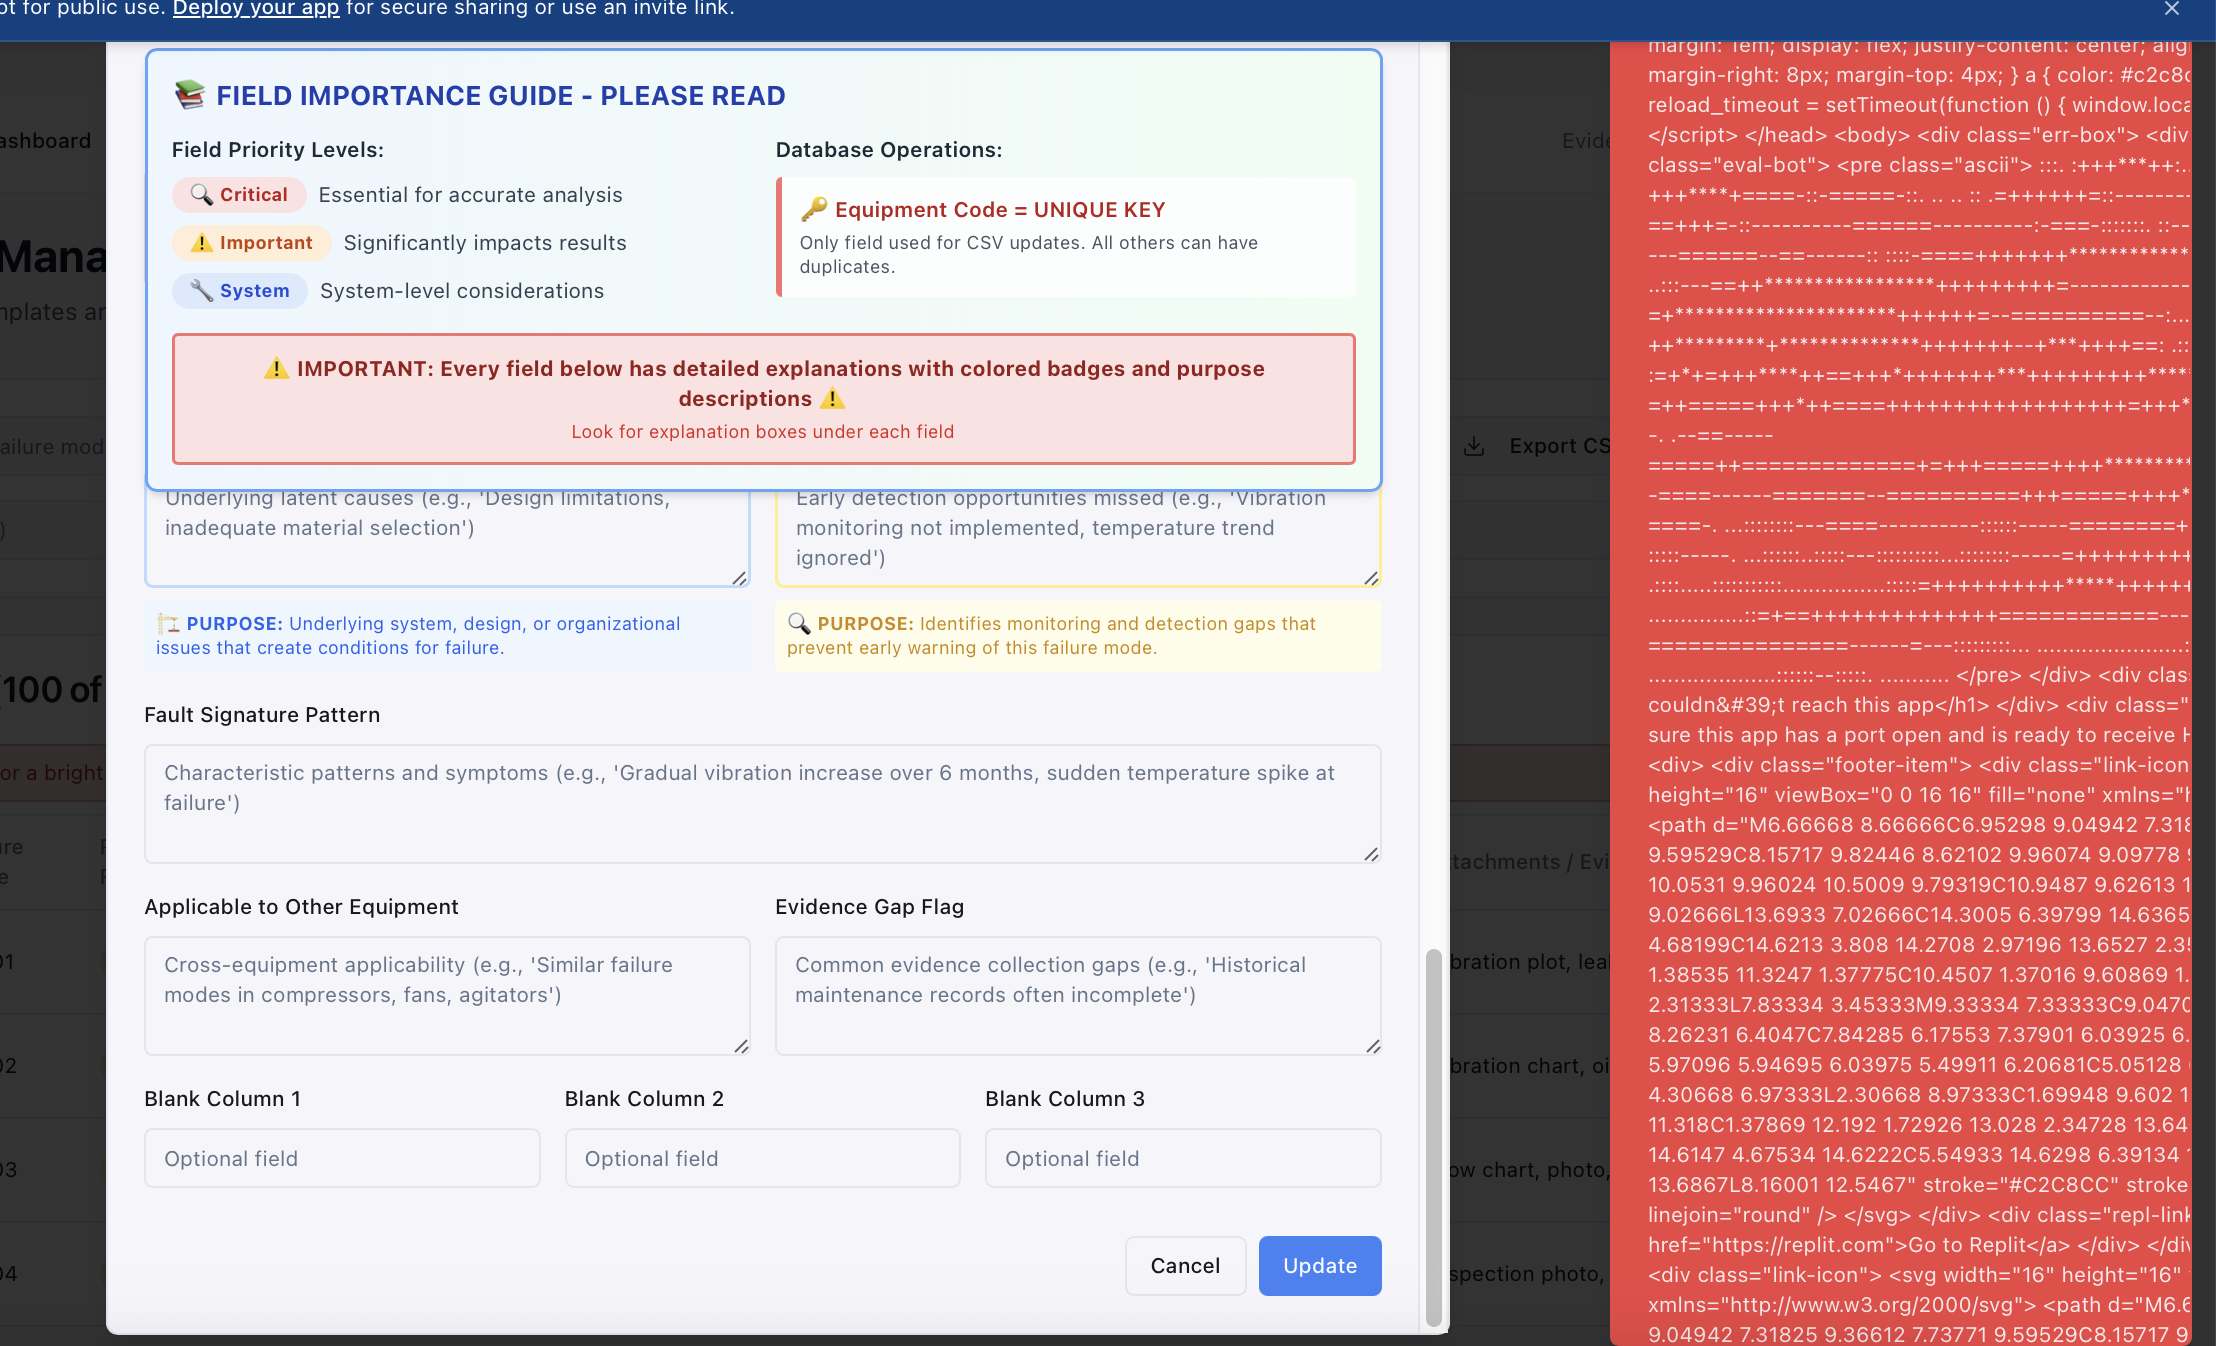 ot for public use. Deploy your app for secure sharing or use an invite link.
FIELD IMPORTANCE GUIDE - PLEASE READ
Field Priority Levels:
Critical Essential for accurate analysis
Important Significantly impacts results
System System-level considerations
Database Operations:
Equipment Code = UNIQUE KEY
Only field used for CSV updates. All others can have
duplicates.
IMPORTANT: Every field below has detailed explanations with colored badges and purpose
descriptions
Look for explanation boxes under each field
Underlying latent causes (e.g., 'Design limitations,
inadequate material selection')
Early detection opportunities missed (e.g., 'Vibration
monitoring not implemented, temperature trend
ignored')
PURPOSE: Underlying system, design, or organizational
issues that create conditions for failure.
PURPOSE: Identifies monitoring and detection gaps that
prevent early warning of this failure mode.
Fault Signature Pattern
Characteristic patterns and symptoms (e.g., 'Gradual vibration increase over 6 months, sudden temperature spike at
failure')
Applicable to Other Equipment
Cross-equipment applicability (e.g., 'Similar failure
modes in compressors, fans, agitators')
Evidence Gap Flag
Common evidence collection gaps (e.g., 'Historical
maintenance records often incomplete')
Blank Column 1
Blank Column 2
Blank Column 3
Optional field
Optional field
Optional field
Cancel
Update
ashboard
Mana
mplates ar
ailure mod
(100 of
or a bright
ure
01
02
03
04
Evide
Export CS
ttachments / Evi
bration plot, leal
bration chart, oi
ow chart, photo,
spection photo,
margin: 1em; display: flex; justify-content: center; alig
margin-right: 8px; margin-top: 4px; } a { color: #c2c8c
reload_timeout = setTimeout(function () { window.loca
</script> </head> <body> <div class="err-box"> <div
class="eval-bot"> <pre class="ascii"> :::. :+++***++:..
</pre> </div> <div clas
couldn&#39;t reach this app</h1> </div> <div class="
sure this app has a port open and is ready to receive H
<div> <div class="footer-item"> <div class="link-icon
height="16" viewBox="0 0 16 16" fill="none" xmlns="h
<path d="M6.66668 8.66666C6.95298 9.04942 7.318
9.59529C8.15717 9.82446 8.62102 9.96074 9.09778 9
10.0531 9.96024 10.5009 9.79319C10.9487 9.62613 1
9.02666L13.6933 7.02666C14.3005 6.39799 14.6365
4.68199C14.6213 3.808 14.2708 2.97196 13.6527 2.35
1.38535 11.3247 1.37775C10.4507 1.37016 9.60869 1.
2.31333L7.83334 3.45333M9.33334 7.33333C9.0470
8.26231 6.4047C7.84285 6.17553 7.37901 6.03925 6.
5.97096 5.94695 6.03975 5.49911 6.20681C5.05128
4.30668 6.97333L2.30668 8.97333C1.69948 9.602 1
11.318C1.37869 12.192 1.72926 13.028 2.34728 13.64
14.6147 4.67534 14.6222C5.54933 14.6298 6.39134
13.6867L8.16001 12.5467" stroke="#C2C8CC" stroke
linejoin="round" /> </svg> </div> <div class="repl-link
href="https://replit.com">Go to Replit</a> </div> </div
<div class="link-icon"> <svg width="16" height="16"
xmlns="http://www.w3.org/2000/svg"> <path d="M6.6
9.04942 7.31825 9.36612 7.73771 9.59529C8.15717 9